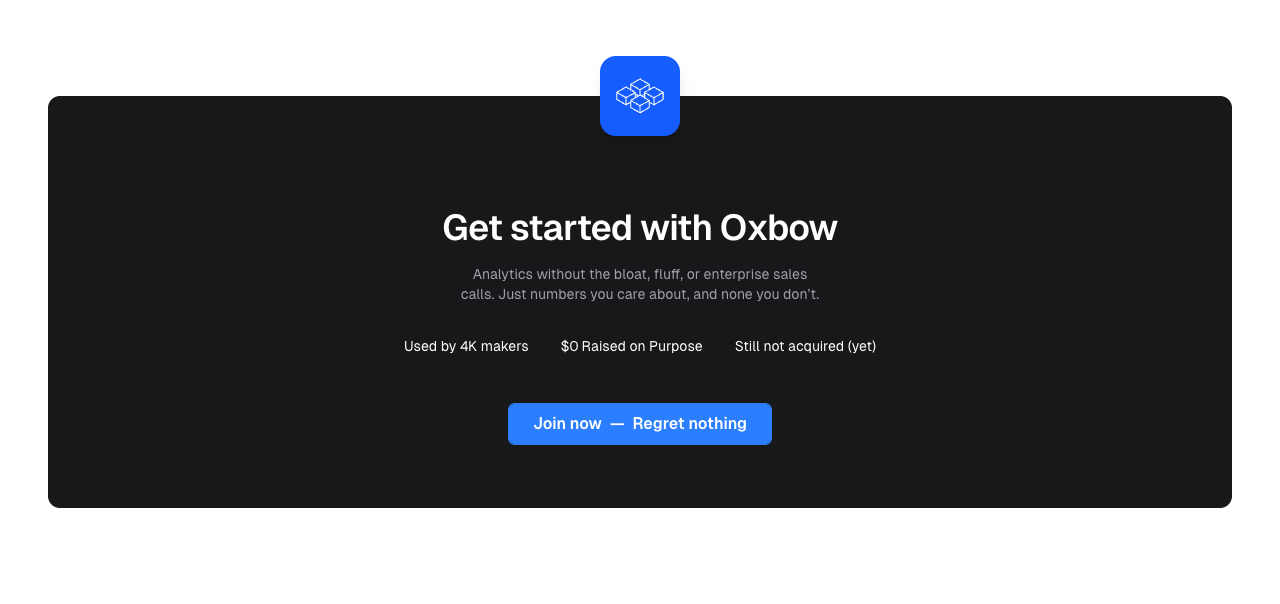 Get started with Oxbow
Analytics without the bloat, fluff, or enterprise sales
calls. Just numbers you care about, and none you don’t.
Used by 4K makers $0 Raised on Purpose Still not acquired (yet)
Join now — Regret nothing